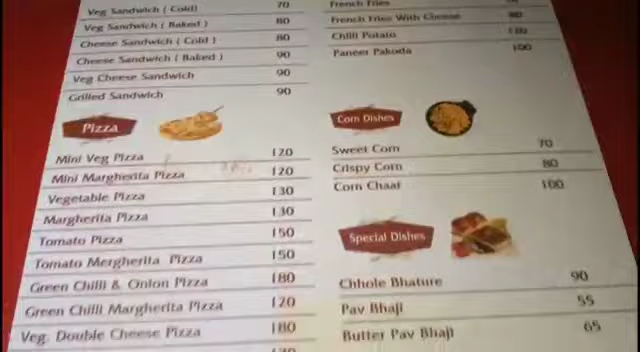 Veg Sandwich ( Cold) 70
Veg Sandwich ( Baked ) 80
Cheese Sandwich ( Cold ) 80
Cheese Sandwich ( Baked ) 90
Veg Cheese Sandwich 90
Grilled Sandwich 90
Pizza
Mini Veg Pizza 120
Mini Margherita Pizza 120
Vegetable Pizza 130
Margherita Pizza 130
Tomato Pizza 150
Tomato Mergherita Pizza 150
Green Chilli & Onion Pizza 180
Green Chilli Margherita Pizza 120
Veg. Double Cheese Pizza 180
French Fries
French Fries With Cheese 80
Chilli Potato
Paneer Pakoda 100
Corn Dishes
Sweet Corn 70
Crispy Corn 80
Corn Chaat 100
Special Dishes
Chhole Bhature 90
Pav Bhaji 55
Butter Pav Bhaji 65